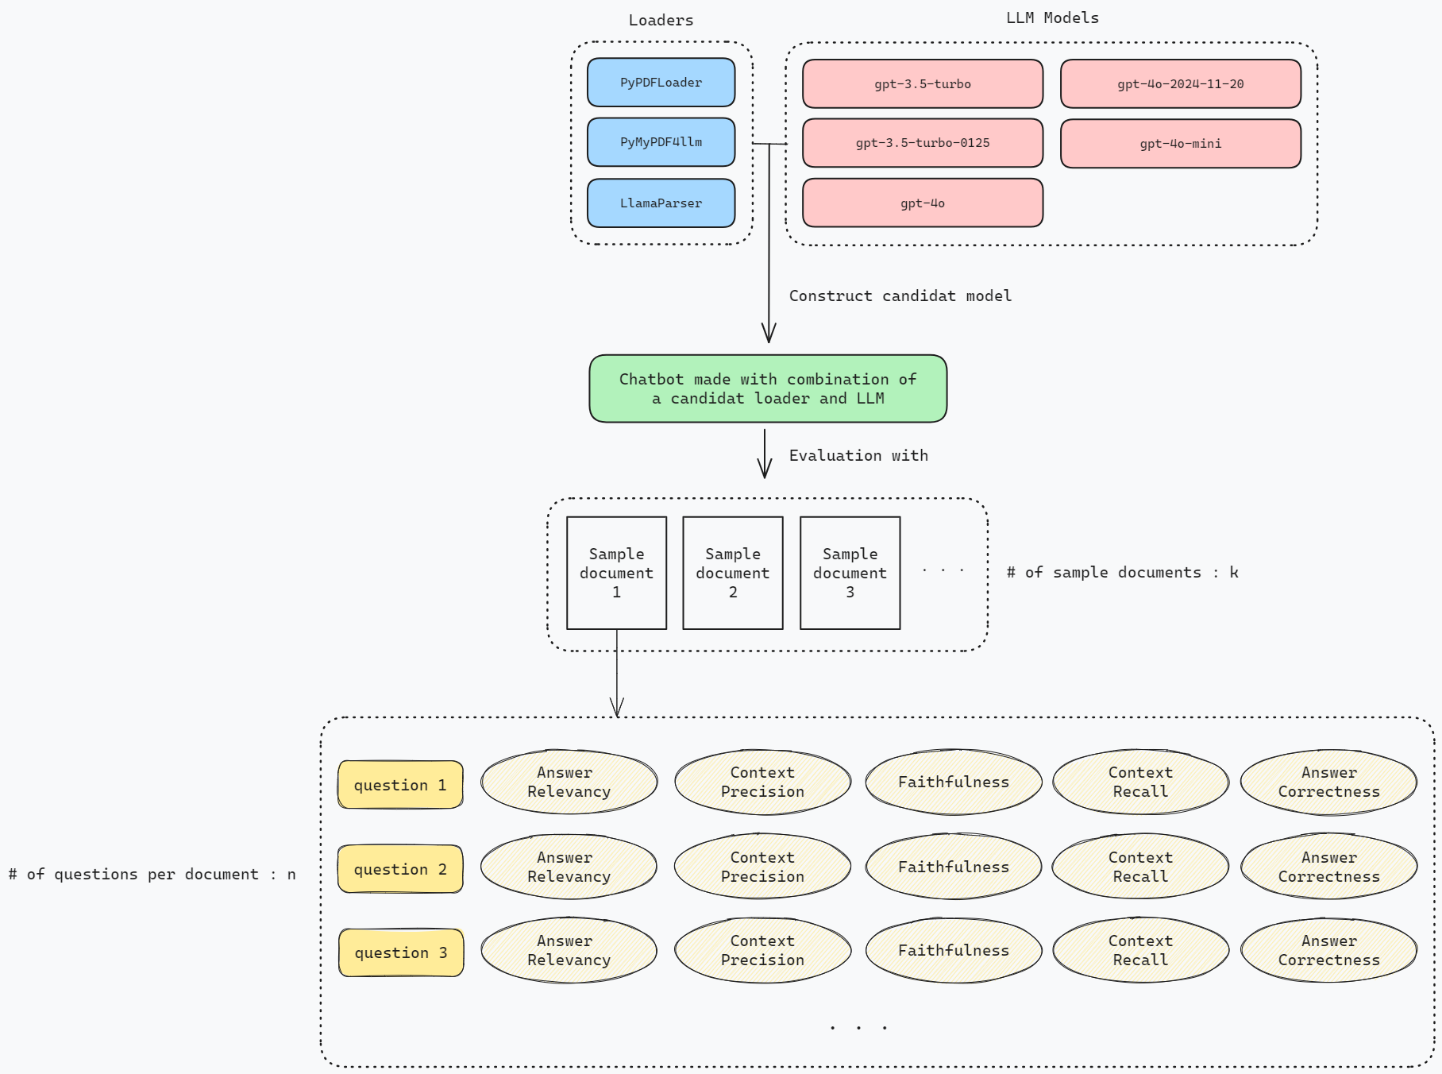 Loaders
LLM Models
PyPDFLoader
gpt-3.5-turbo
gpt-4o-2024-11-20
PyMyPDF4llm
gpt-3.5-turbo-0125
gpt-4o-mini
LlamaParser
gpt-4o
Construct candidat model
Chatbot made with combination of
a candidat loader and LLM
Evaluation with
Sample
document
1
Sample
document
2
Sample
document
3
. . .
# of sample documents : k
question 1
Answer
Relevancy
Context
Precision
Faithfulness
Context
Recall
Answer
Correctness
# of questions per document : n
question 2
Answer
Relevancy
Context
Precision
Faithfulness
Context
Recall
Answer
Correctness
question 3
Answer
Relevancy
Context
Precision
Faithfulness
Context
Recall
Answer
Correctness
. . .